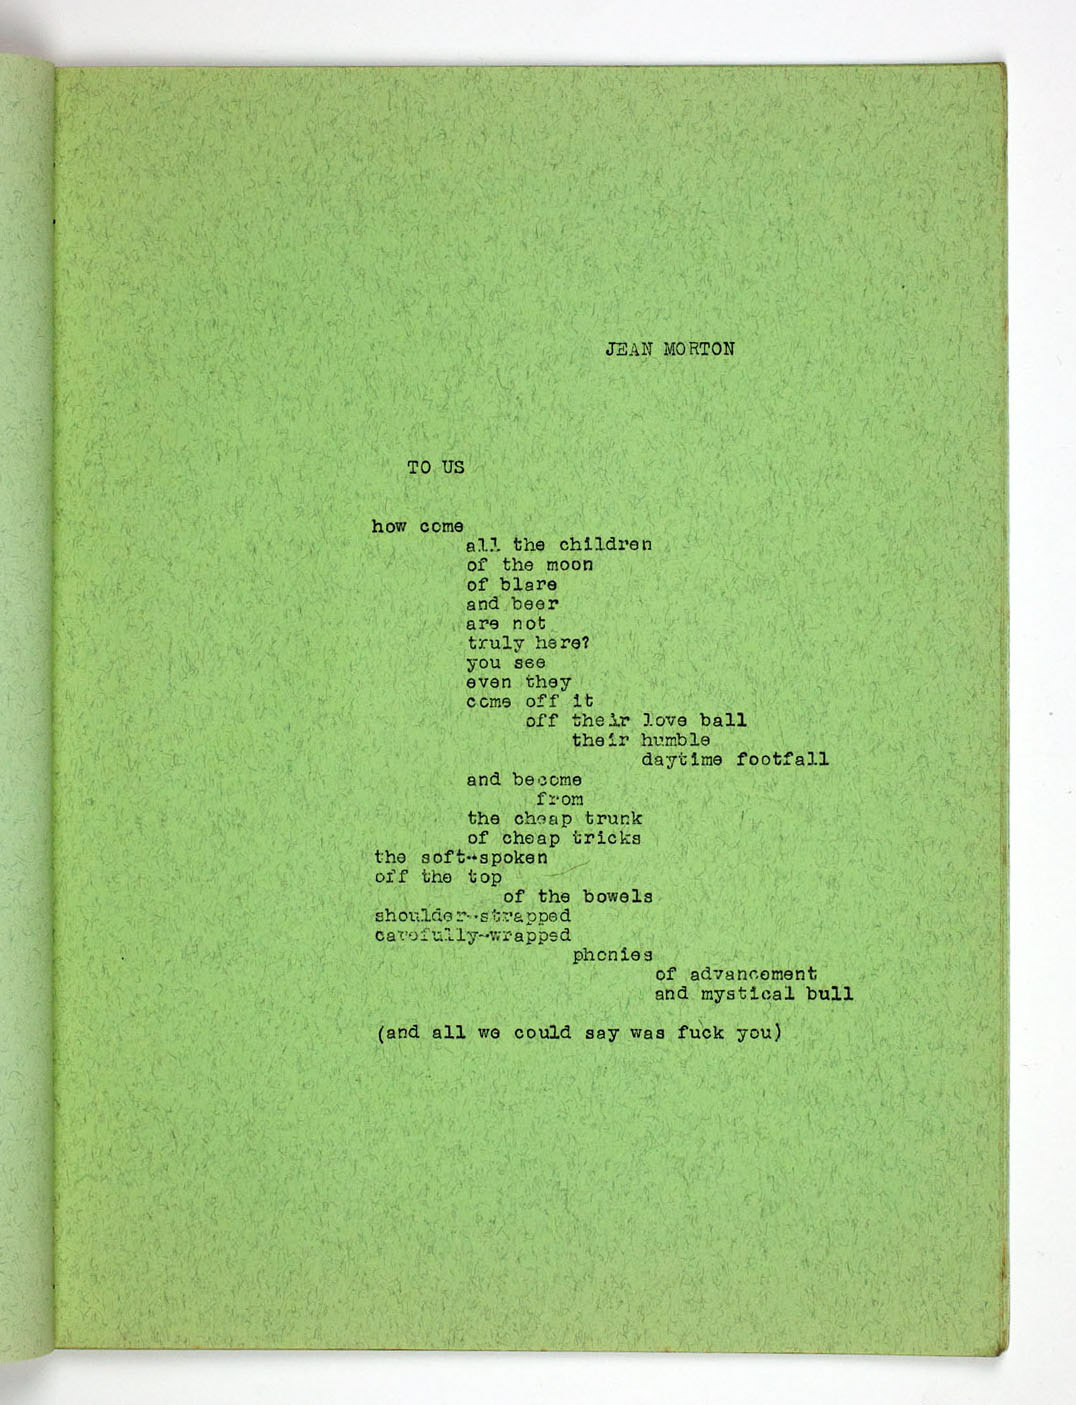 JEAN MORTON
TO US
how come
all the children
of the moon
of blare
and beer
are not
truly here?
you see
even they
come off it
off their love ball
their humble
daytime footfall
and become
from
the cheap trunk
of cheap tricks
the soft-spoken
off the top
of the bowels
shoulder-strapped
carefully-wrapped
phonies
of advancement
and mystical bull
(and all we could say was fuck you)